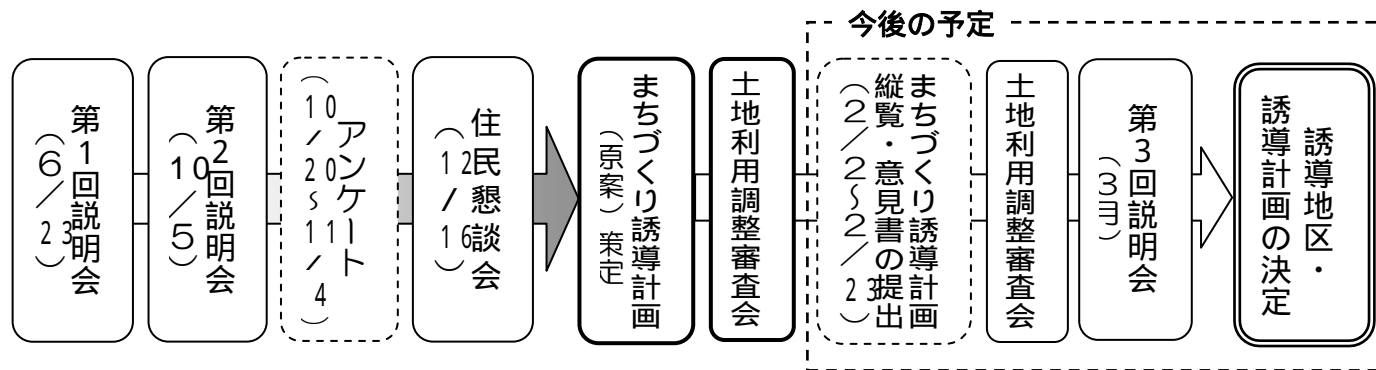 今後の予定
第1回説明会
(6/23)
第2回説明会
(10/5)
アンケート
(10/20~11/4)
住民懇談会
(12/16)
まちづくり誘導計画
(原案)策定
土地利用調整審査会
まちづくり誘導計画
縦覧・意見書の提出
(2/2~2/23)
土地利用調整審査会
第3回説明会
(3月)
誘導地区・
誘導計画の決定